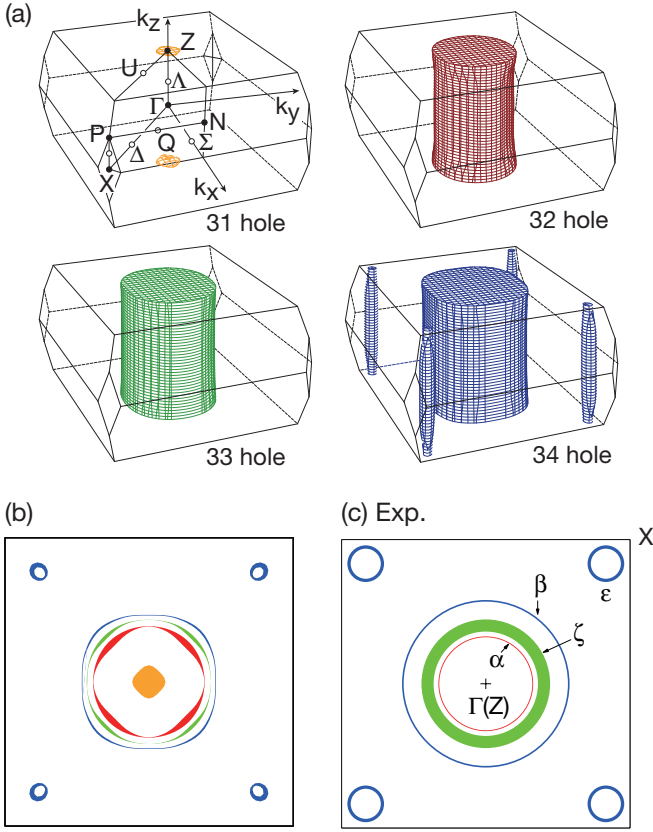 (a)
k_z
Z
U
Λ
Γ
k_y
P
N
Q
Σ
Δ
X
k_x
31 hole
32 hole
33 hole
34 hole
(b)
(c) Exp.
X
β
ε
ζ
α
+
Γ(Z)